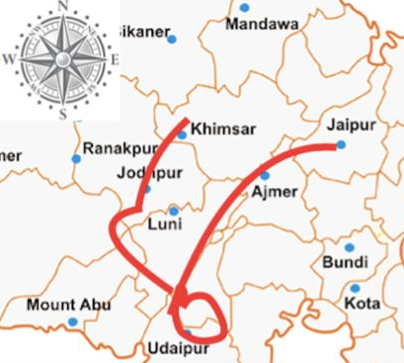 N
W
E
S
ikaner
Mandawa
Khimsar
Jaipur
Ranakpur
ner
Jodhpur
Ajmer
Luni
Bundi
Kota
Mount Abu
Udaipur